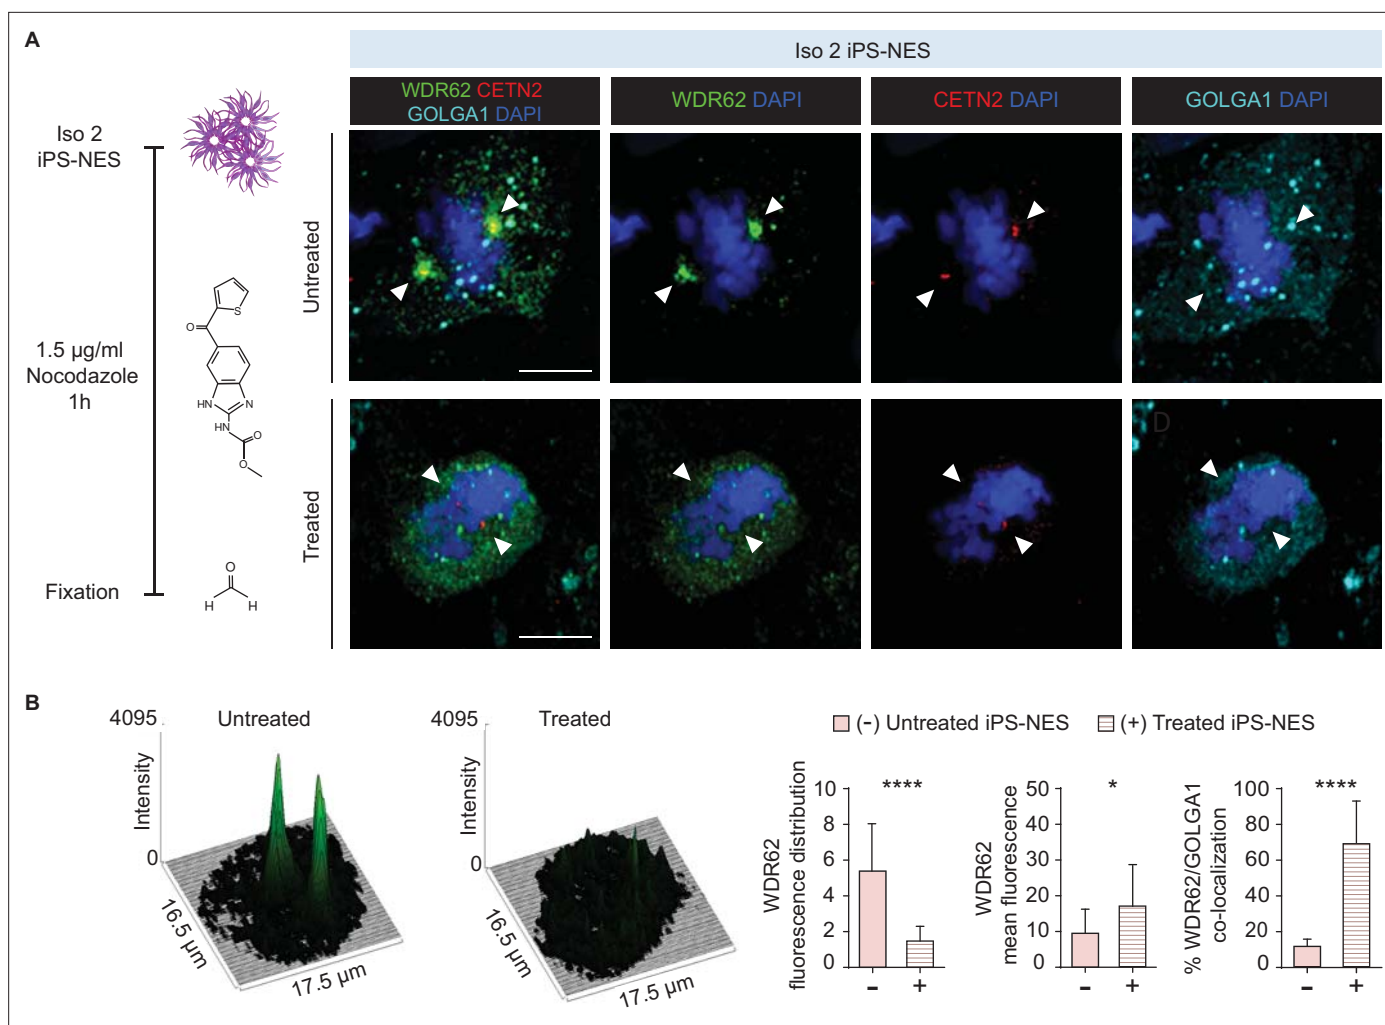 A
Iso 2 iPS-NES
WDR62 CETN2
GOLGA1 DAPI
WDR62 DAPI
CETN2 DAPI
GOLGA1 DAPI
Iso 2
iPS-NES
Untreated
1.5 µg/ml
Nocodazole
1h
S
O
HN
N
HN
O
O
Treated
D
Fixation
O
H
H
B
4095
Untreated
Intensity
0
16.5 µm
17.5 µm
4095
Treated
Intensity
0
16.5 µm
17.5 µm
(-) Untreated iPS-NES
(+) Treated iPS-NES
WDR62
fluorescence distribution
10
8
6
4
2
0
****
- +
WDR62
mean fluorescence
50
40
30
20
10
0
*
- +
% WDR62/GOLGA1
co-localization
100
80
60
40
20
0
****
- +